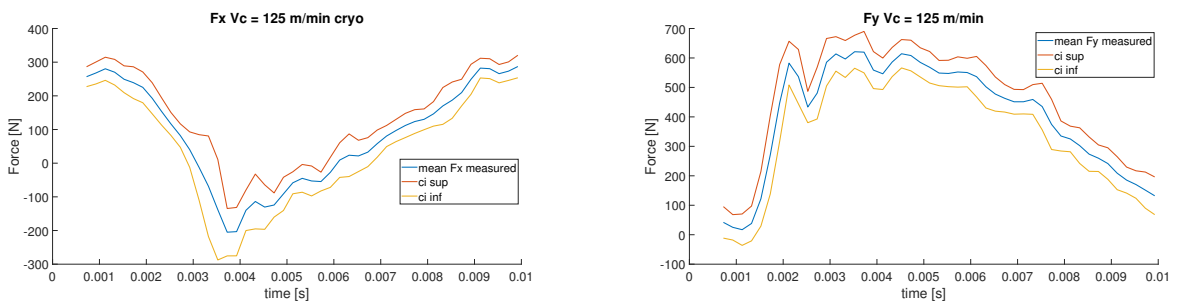 Fx Vc = 125 m/min cryo
400
300
200
100
0
-100
-200
-300
Force [N]
mean Fx measured
ci sup
ci inf
0 0.001 0.002 0.003 0.004 0.005 0.006 0.007 0.008 0.009 0.01
time [s]
Fy Vc = 125 m/min
700
600
500
400
300
200
100
0
-100
Force [N]
mean Fy measured
ci sup
ci inf
0 0.001 0.002 0.003 0.004 0.005 0.006 0.007 0.008 0.009 0.01
time [s]